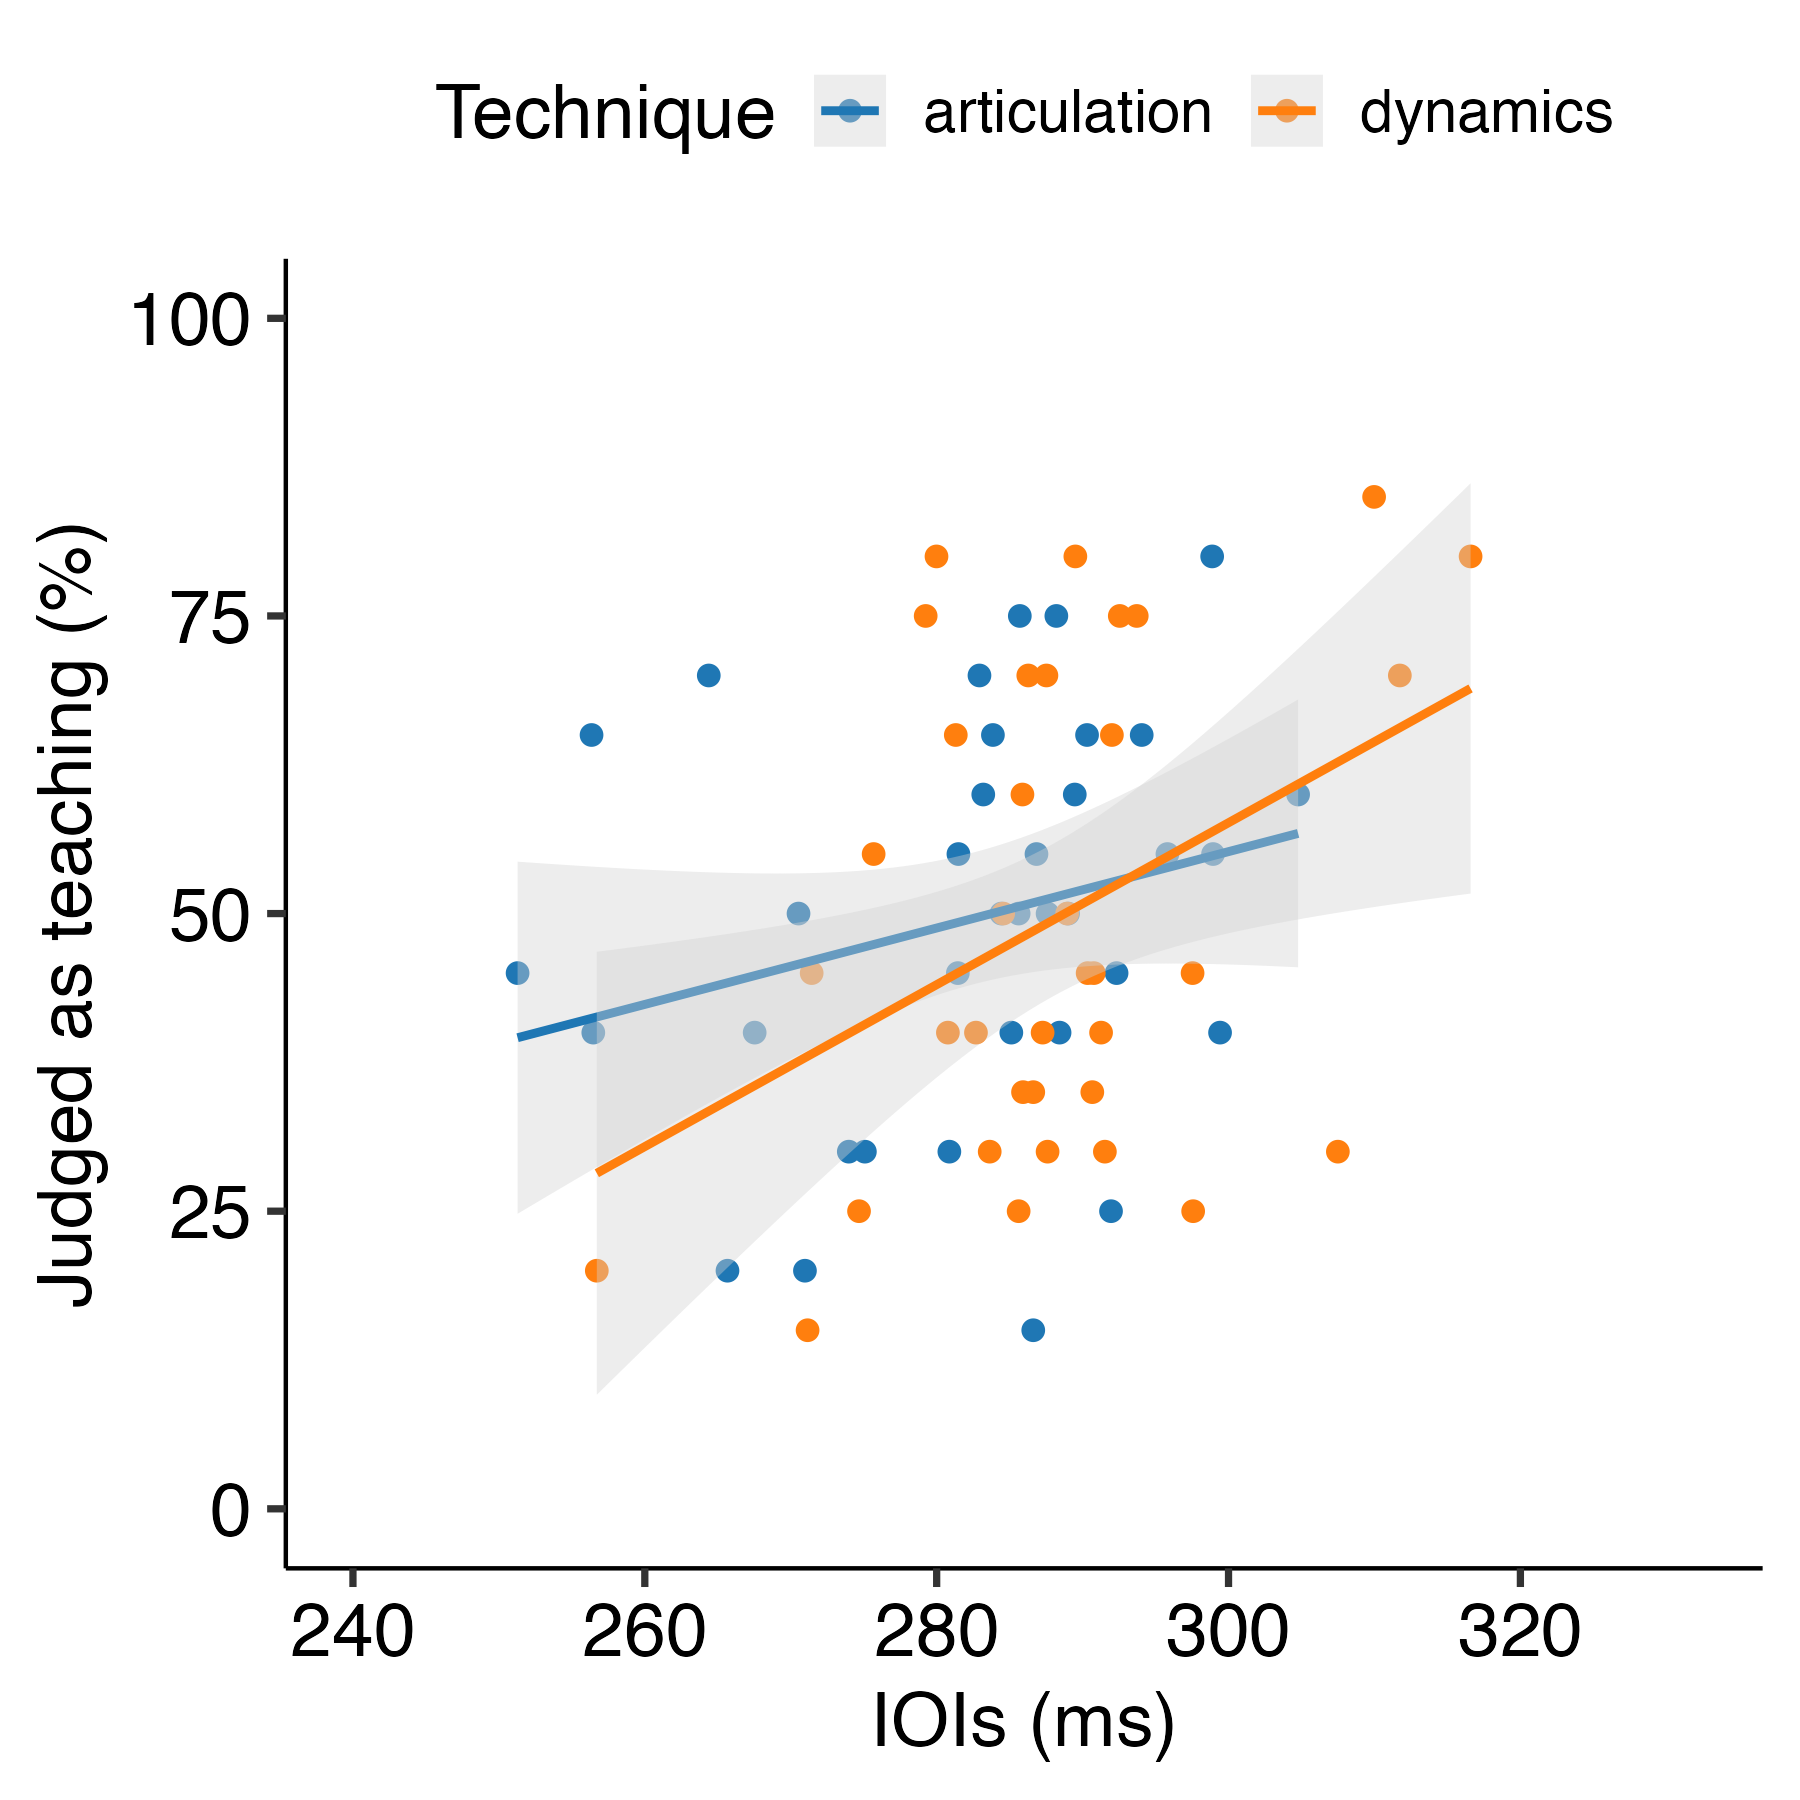 Technique articulation dynamics
100
75
50
25
0
Judged as teaching (%)
240 260 280 300 320
IOIs (ms)